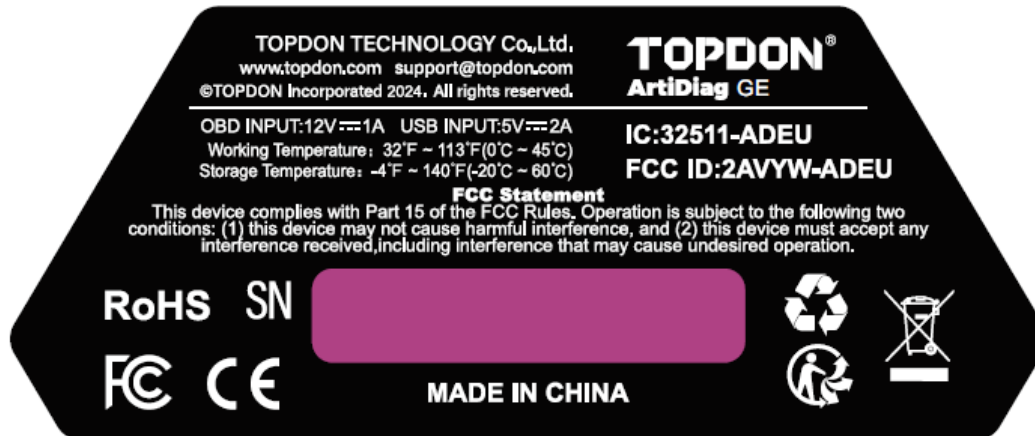 TOPDON TECHNOLOGY Co.,Ltd.
www.topdon.com support@topdon.com
©TOPDON Incorporated 2024. All rights reserved.
TOPDON®
ArtiDiag GE
OBD INPUT:12V⎓1A USB INPUT:5V⎓2A
Working Temperature: 32°F ~ 113°F(0°C ~ 45°C)
Storage Temperature: -4°F ~ 140°F(-20°C ~ 60°C)
IC:32511-ADEU
FCC ID:2AVYW-ADEU
FCC Statement
This device complies with Part 15 of the FCC Rules. Operation is subject to the following two
conditions: (1) this device may not cause harmful interference, and (2) this device must accept any
interference received,including interference that may cause undesired operation.
RoHS SN
FC CE
MADE IN CHINA